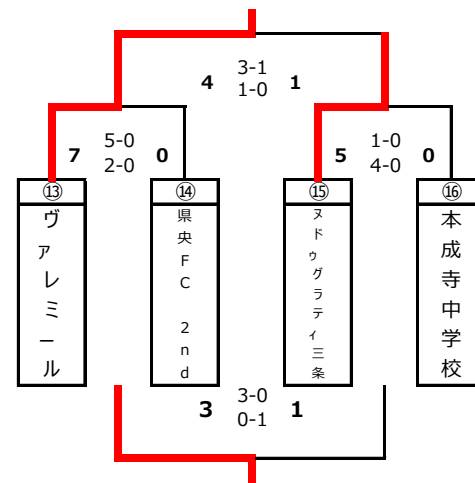 4 3-1 1
1-0
7 5-0 0
2-0
5 1-0 0
4-0
⑬
⑭
⑮
⑯
ヴァレミール
県央FC 2nd
ヌドゥグラティィ三条
本成寺中学校
3 3-0 1
0-1